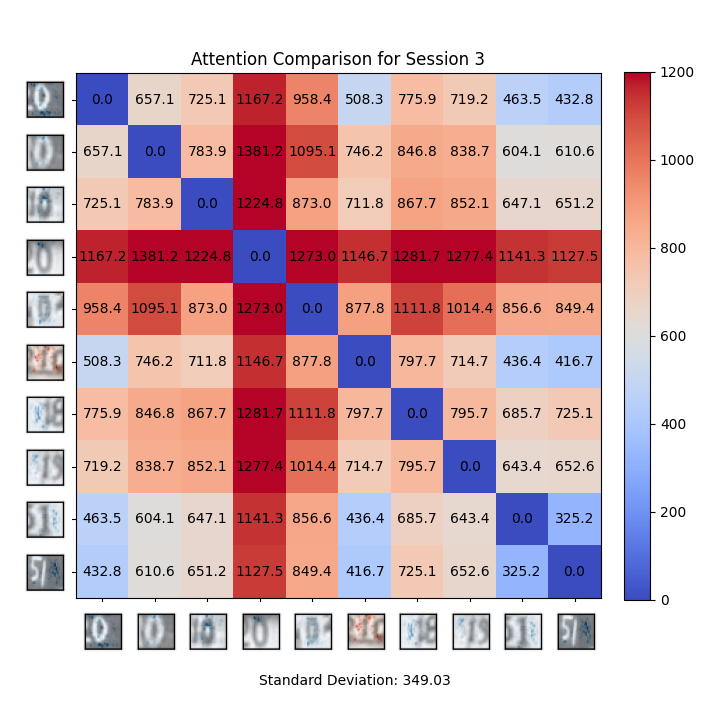 Attention Comparison for Session 3
0.0 657.1 725.1 1167.2 958.4 508.3 775.9 719.2 463.5 432.8
657.1 0.0 783.9 1381.2 1095.1 746.2 846.8 838.7 604.1 610.6
725.1 783.9 0.0 1224.8 873.0 711.8 867.7 852.1 647.1 651.2
1167.2 1381.2 1224.8 0.0 1273.0 1146.7 1281.7 1277.4 1141.3 1127.5
958.4 1095.1 873.0 1273.0 0.0 877.8 1111.8 1014.4 856.6 849.4
508.3 746.2 711.8 1146.7 877.8 0.0 797.7 714.7 436.4 416.7
775.9 846.8 867.7 1281.7 1111.8 797.7 0.0 795.7 685.7 725.1
719.2 838.7 852.1 1277.4 1014.4 714.7 795.7 0.0 643.4 652.6
463.5 604.1 647.1 1141.3 856.6 436.4 685.7 643.4 0.0 325.2
432.8 610.6 651.2 1127.5 849.4 416.7 725.1 652.6 325.2 0.0
1200
1000
800
600
400
200
0
Standard Deviation: 349.03